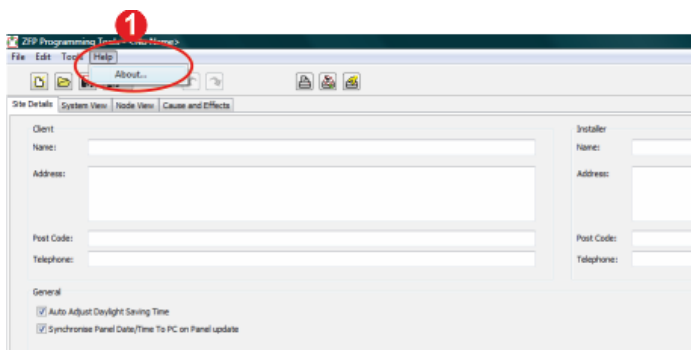 1
ZFP Programming Tools - <No Name>
File Edit Tools Help
About...
Site Details System View Node View Cause and Effects
Client Installer
Name: Name:
Address: Address:
Post Code: Post Code:
Telephone: Telephone:
General
Auto Adjust Daylight Saving Time
Synchronise Panel Date/Time To PC on Panel update